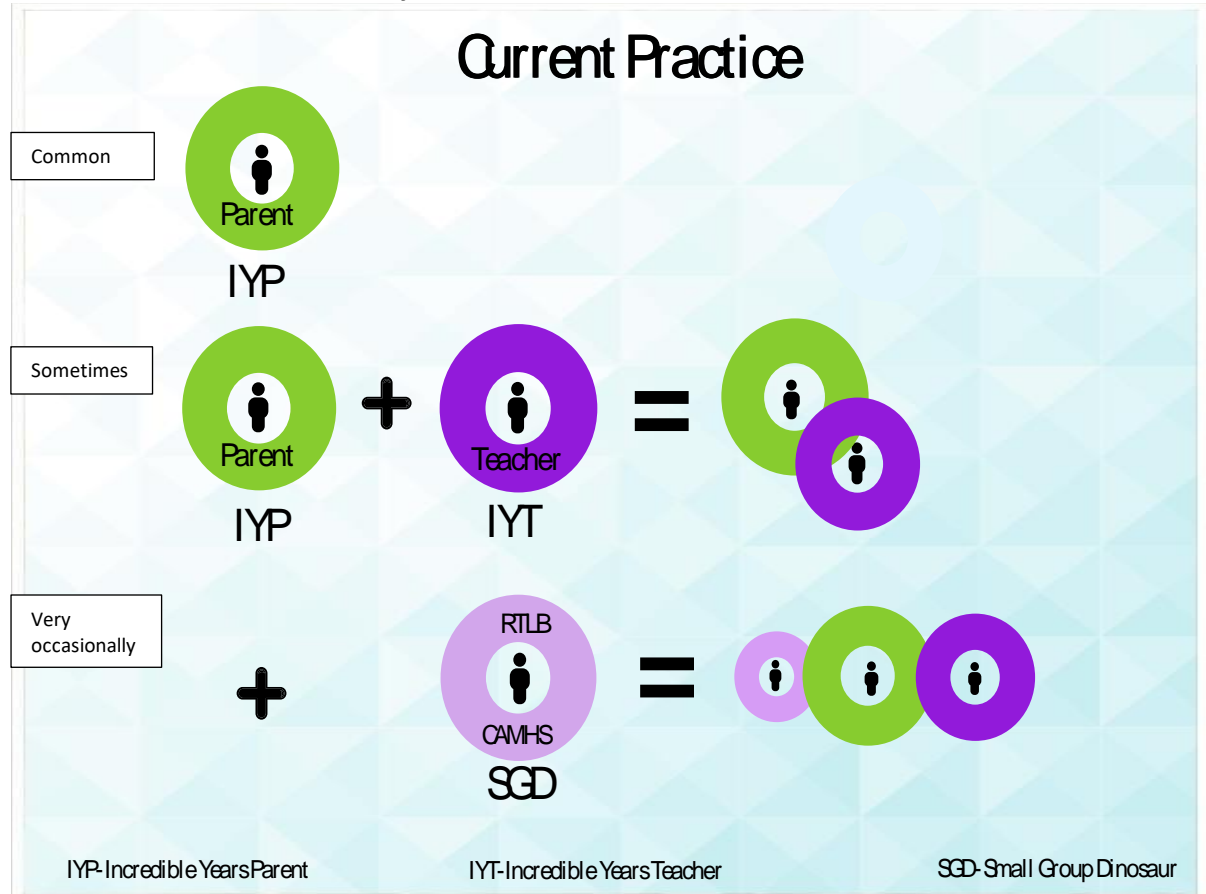 Current Practice
Common
Parent
IYP
Sometimes
Parent
Teacher
IYP
IYT
Very
occasionally
RTLB
CAMHS
SGD
IYP-Incredible Years Parent
IYT-Incredible Years Teacher
SGD-Small Group Dinosaur